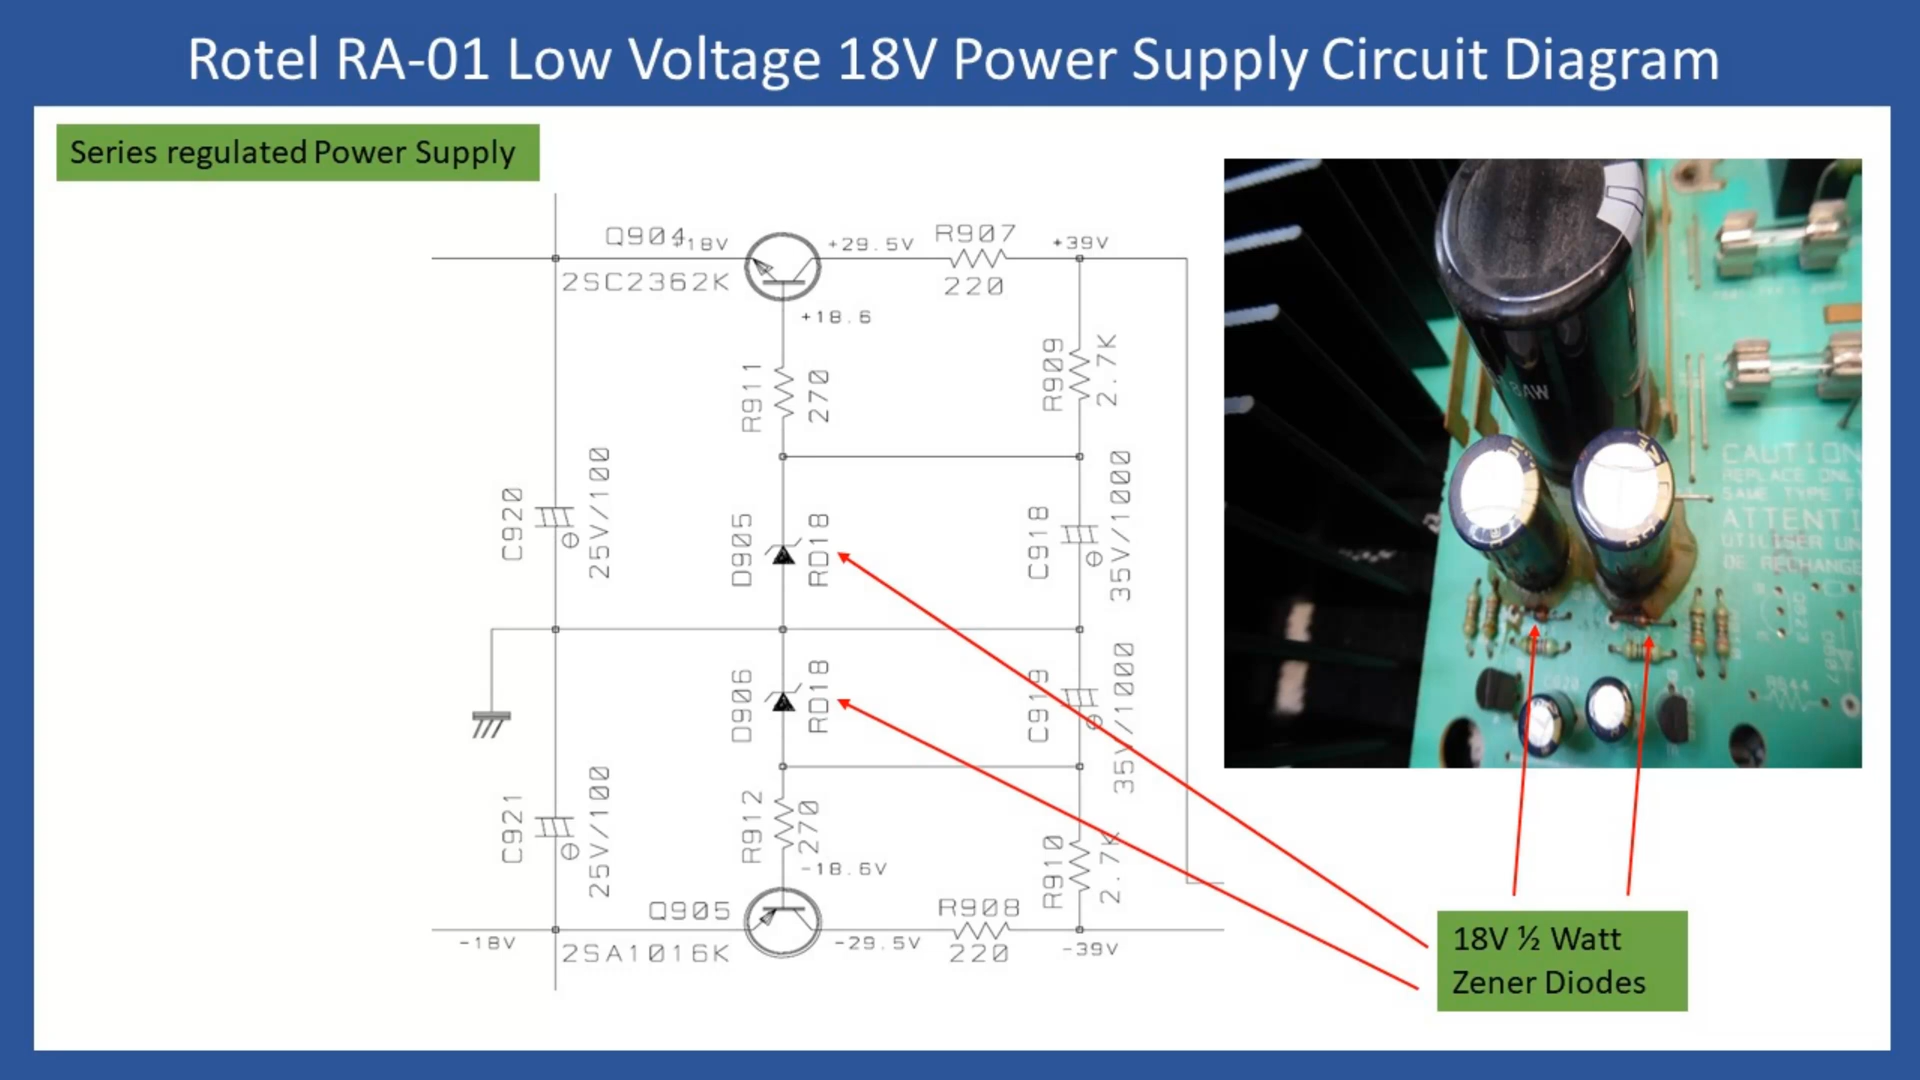 Rotel RA-01 Low Voltage 18V Power Supply Circuit Diagram
Series regulated Power Supply
Q904
+18V
2SC2362K
+29.5V
R907
220
+39V
+18.6
R911
270
R909
2.7K
C920
25V/100
D905
RD18
C918
35V/1000
D906
RD18
C919
35V/1000
C921
25V/100
R912
270
-18.6V
R910
2.7K
Q905
2SA1016K
-18V
-29.5V
R908
220
-39V
CAUTION
REPLACE ONLY
SAME TYPE
ATTENTI
UTILISER UN
DE RECHANGE
R644
18V ½ Watt
Zener Diodes